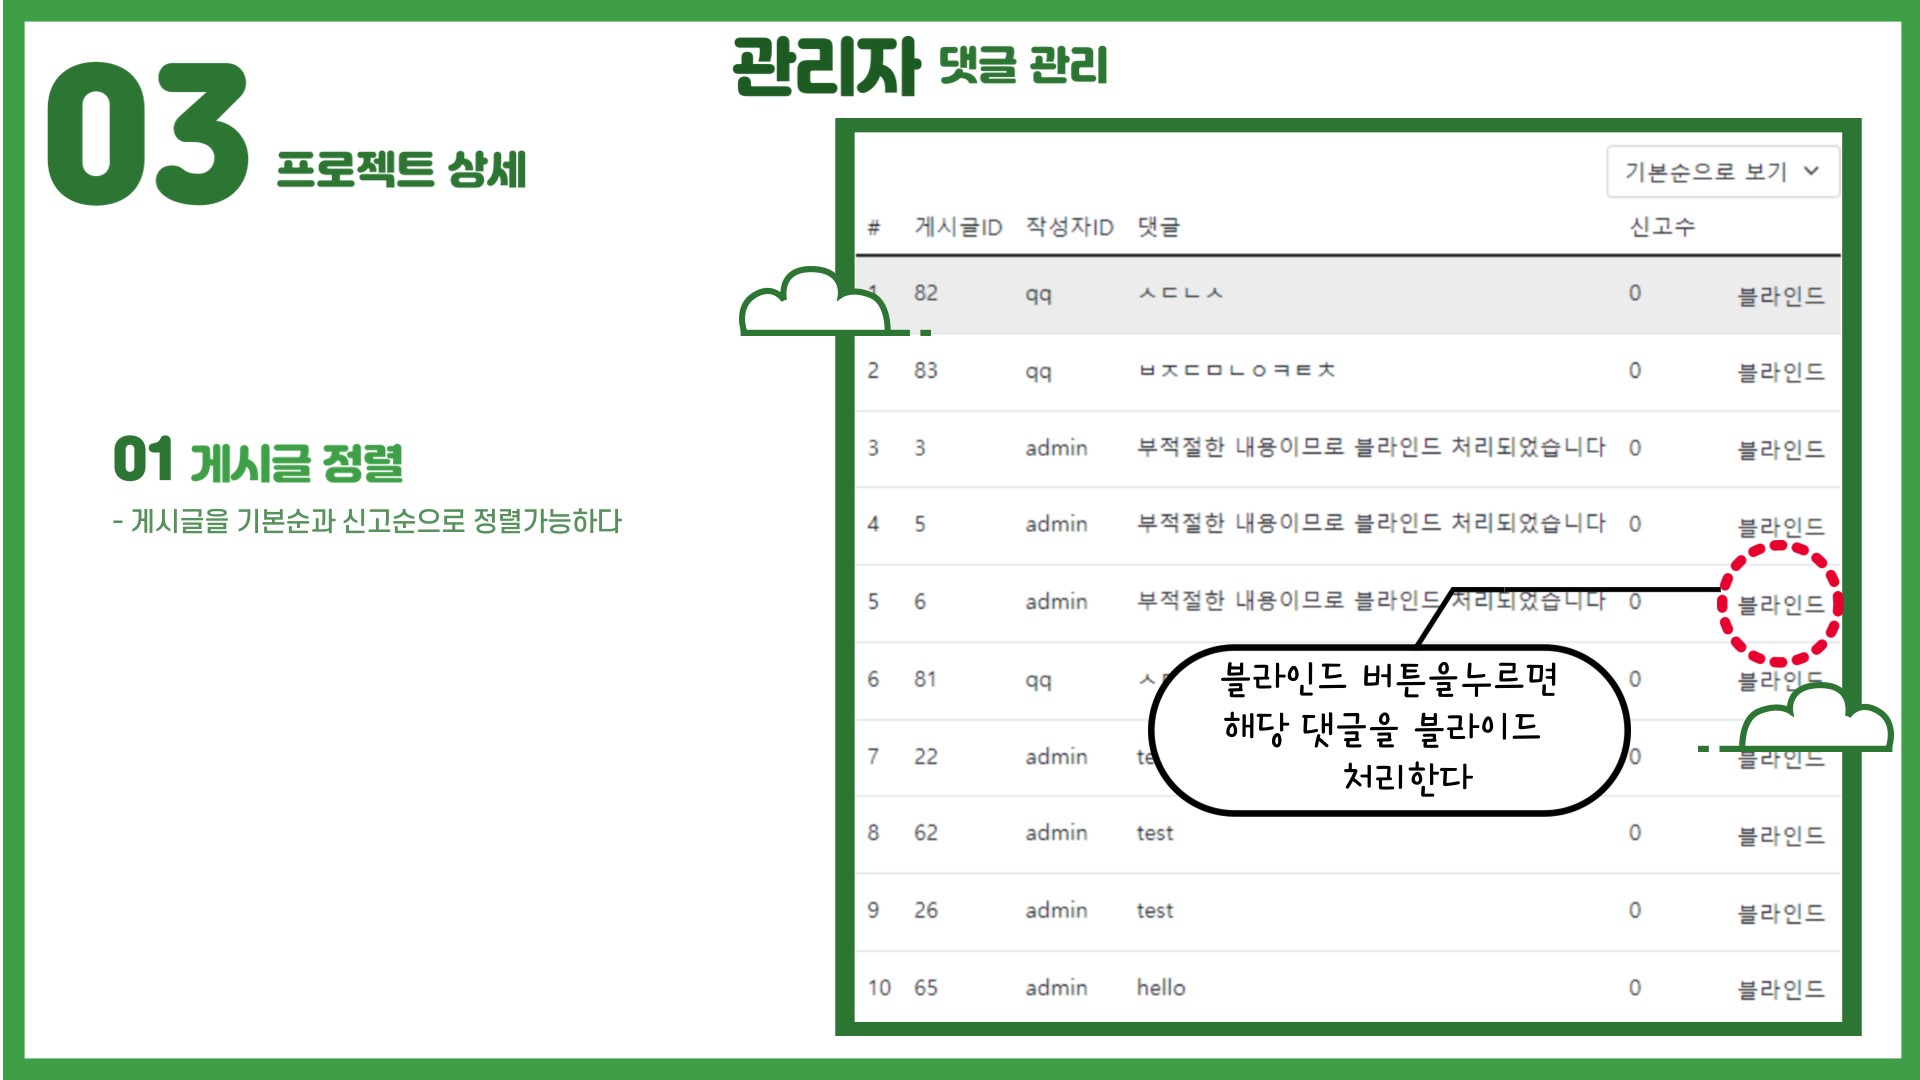 관리자 댓글 관리
03 프로젝트 상세
01 게시글 정렬
- 게시글을 기본순과 신고순으로 정렬가능하다
기본순으로 보기
# 게시글ID 작성자ID 댓글 신고수
1 82 qq ㅅㄷㄴㅅ 0 블라인드
2 83 qq ㅂㅈㄷㅁㄴㅇㅋㅌㅊ 0 블라인드
3 3 admin 부적절한 내용이므로 블라인드 처리되었습니다 0 블라인드
4 5 admin 부적절한 내용이므로 블라인드 처리되었습니다 0 블라인드
5 6 admin 부적절한 내용이므로 블라인드 처리되었습니다 0 블라인드
6 81 qq 0 블라인드
7 22 admin 0 블라인드
8 62 admin test 0 블라인드
9 26 admin test 0 블라인드
10 65 admin hello 0 블라인드
블라인드 버튼을누르면
해당 댓글을 블라이드
처리한다